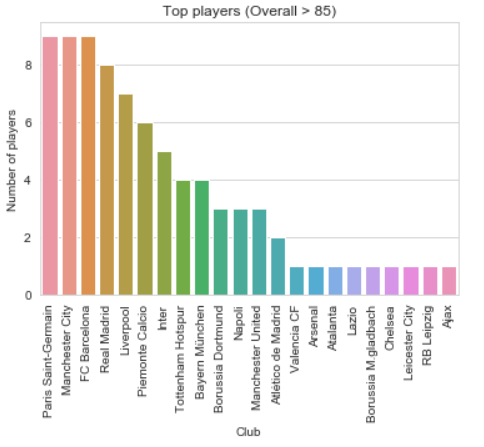 Top players (Overall > 85)
Number of players
8
6
4
2
0
Paris Saint-Germain
Manchester City
FC Barcelona
Real Madrid
Liverpool
Piemonte Calcio
Inter
Tottenham Hotspur
Bayern München
Borussia Dortmund
Napoli
Manchester United
Atlético de Madrid
Valencia CF
Arsenal
Atalanta
Lazio
Borussia M.gladbach
Chelsea
Leicester City
RB Leipzig
Ajax
Club